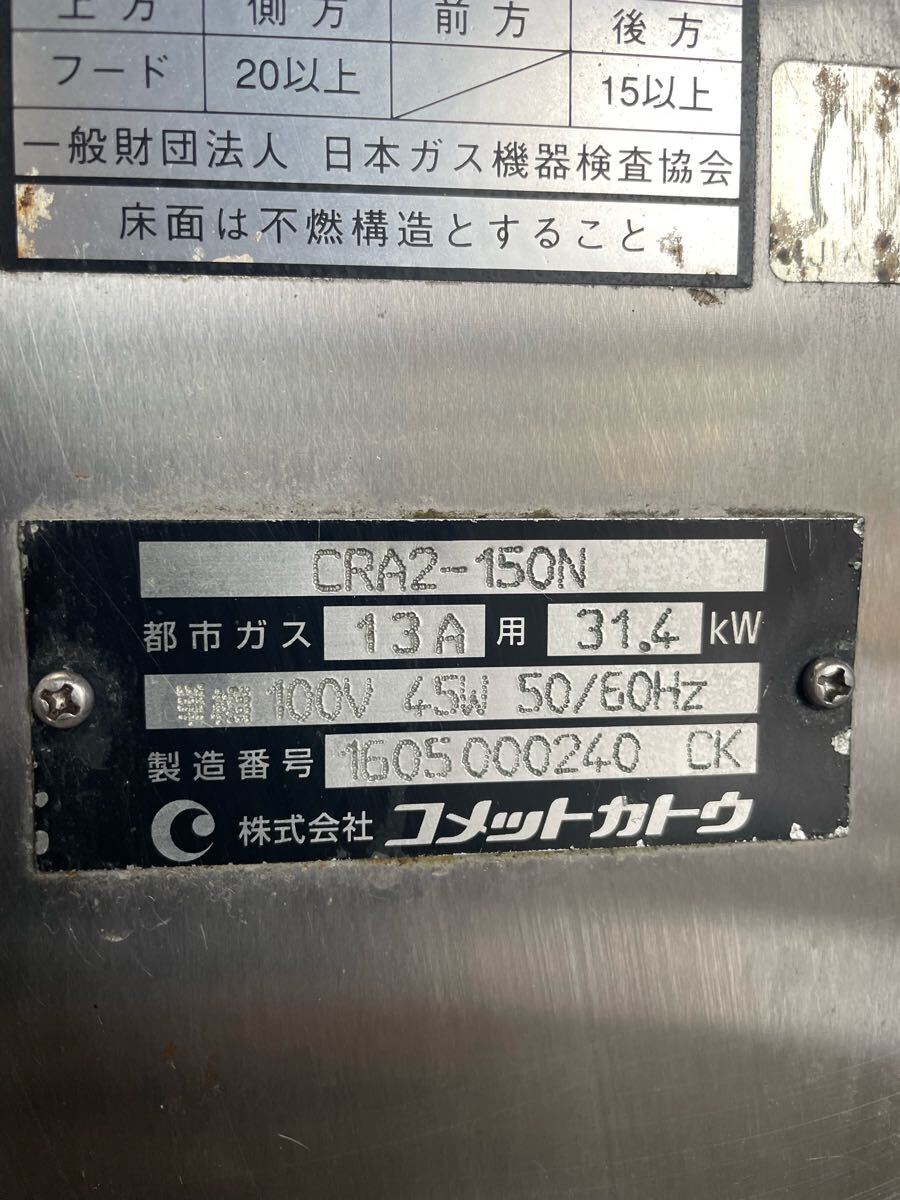 上方 側方 前方 後方
フード 20以上 15以上
一般財団法人 日本ガス機器検査協会
床面は不燃構造とすること
CRA2-150N
都市ガス 13A 用 31.4 kW
100V 45W 50/60Hz
製造番号 1605000240 CK
株式会社 コメットカトウ